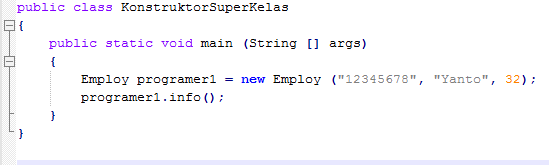 public class KonstruktorSuperKelas
{
public static void main (String [] args)
{
Employ programer1 = new Employ ("12345678", "Yanto", 32);
programer1.info();
}
}